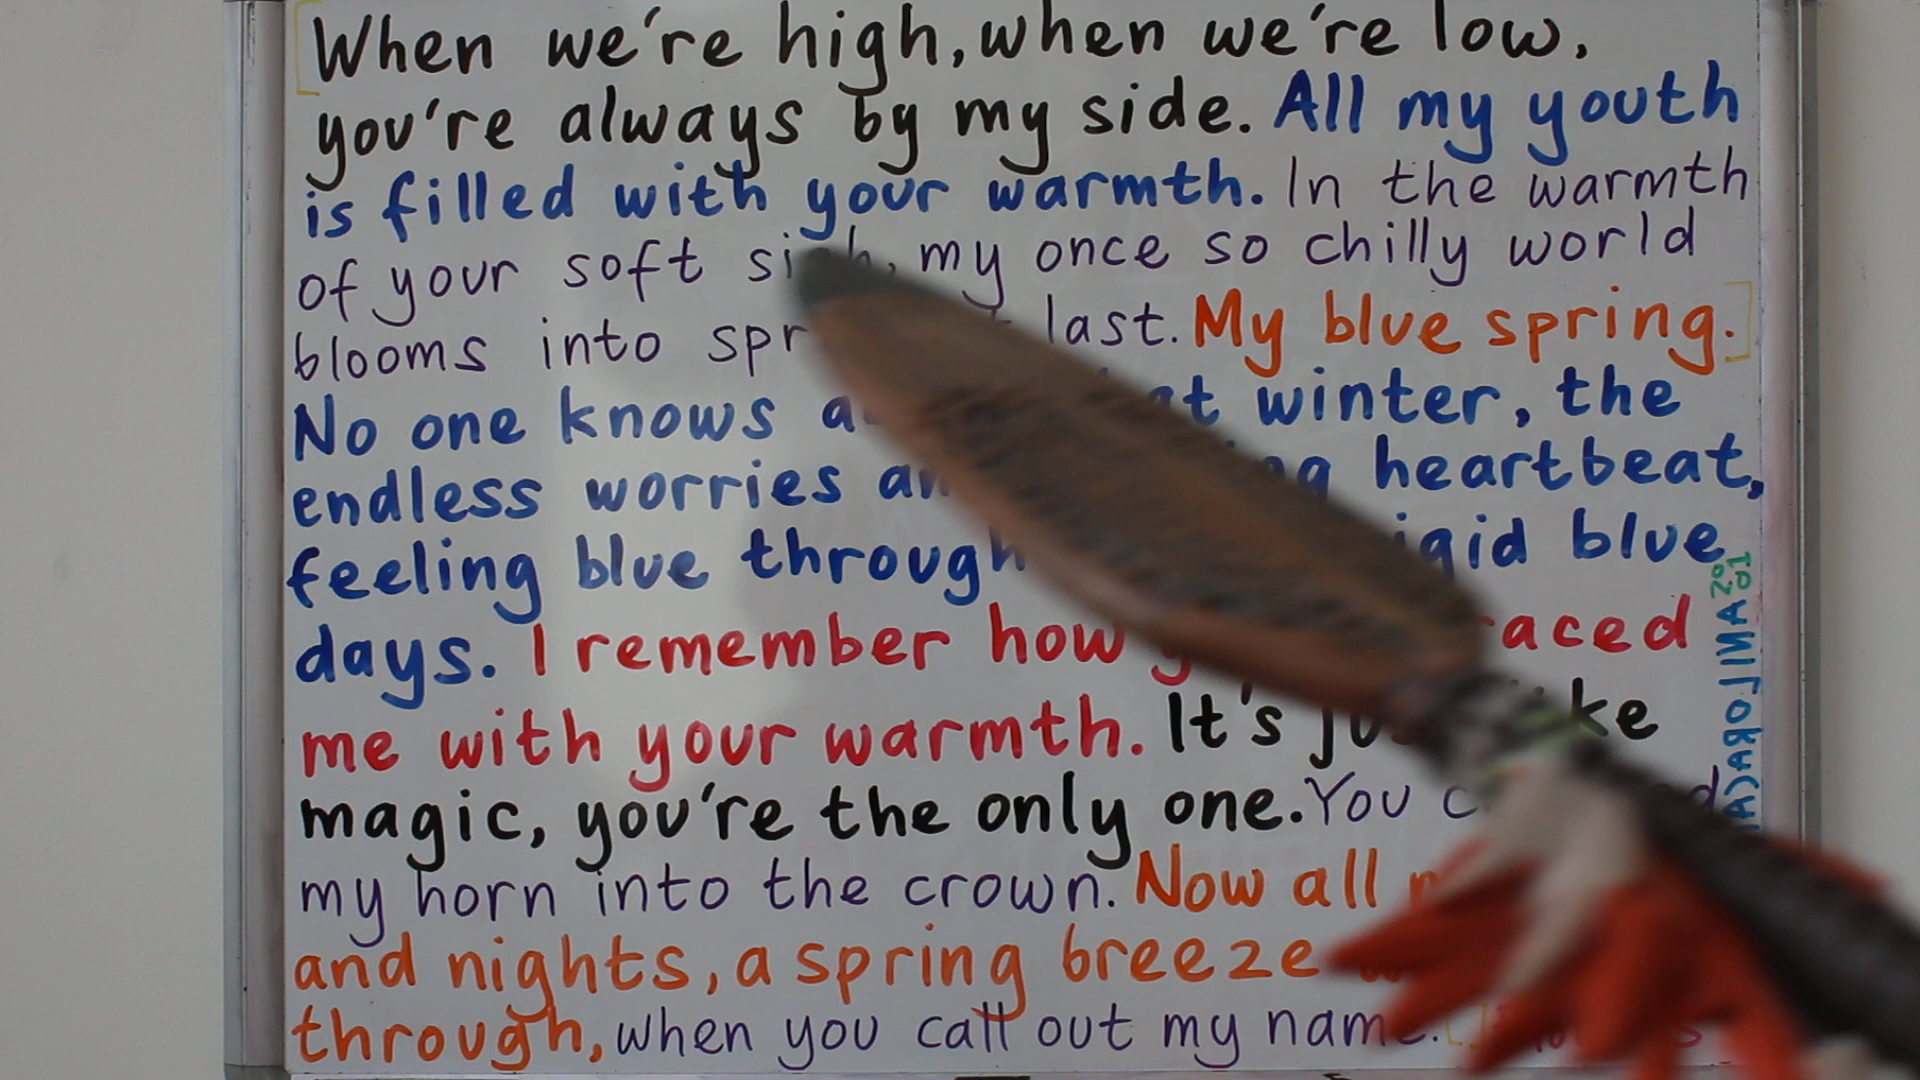 When we're high, when we're low,
you're always by my side. All my youth
is filled with your warmth. In the warmth
of your soft my once so chilly world
blooms into last. My blue spring.
No one knows winter, the
endless worries heartbeat,
feeling blue through blue
days. I remember how
me with your warmth. It's
magic, you're the only one. You
my horn into the crown. Now all
and nights, a spring breeze
through, when you call out my name.